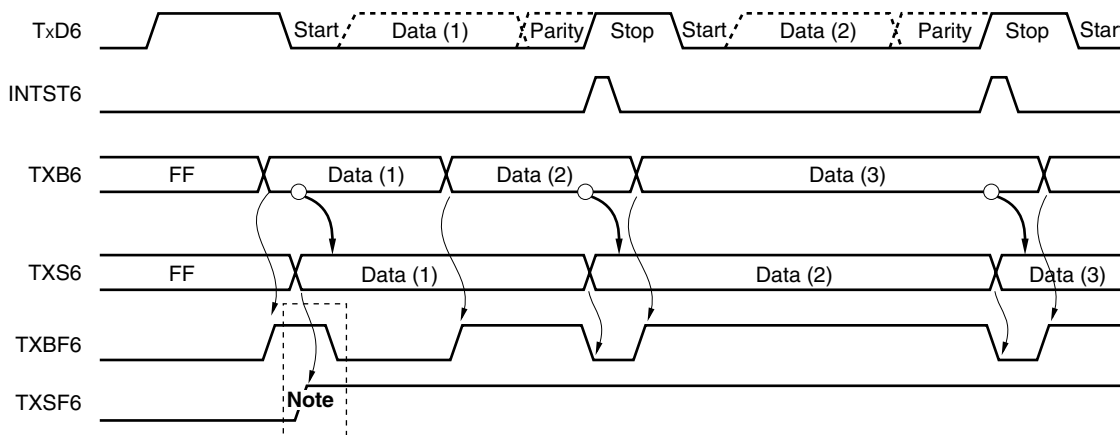 TxD6 Start Data (1) Parity Stop Start Data (2) Parity Stop Start
INTST6
TXB6 FF Data (1) Data (2) Data (3)
TXS6 FF Data (1) Data (2) Data (3)
TXBF6
TXSF6 Note